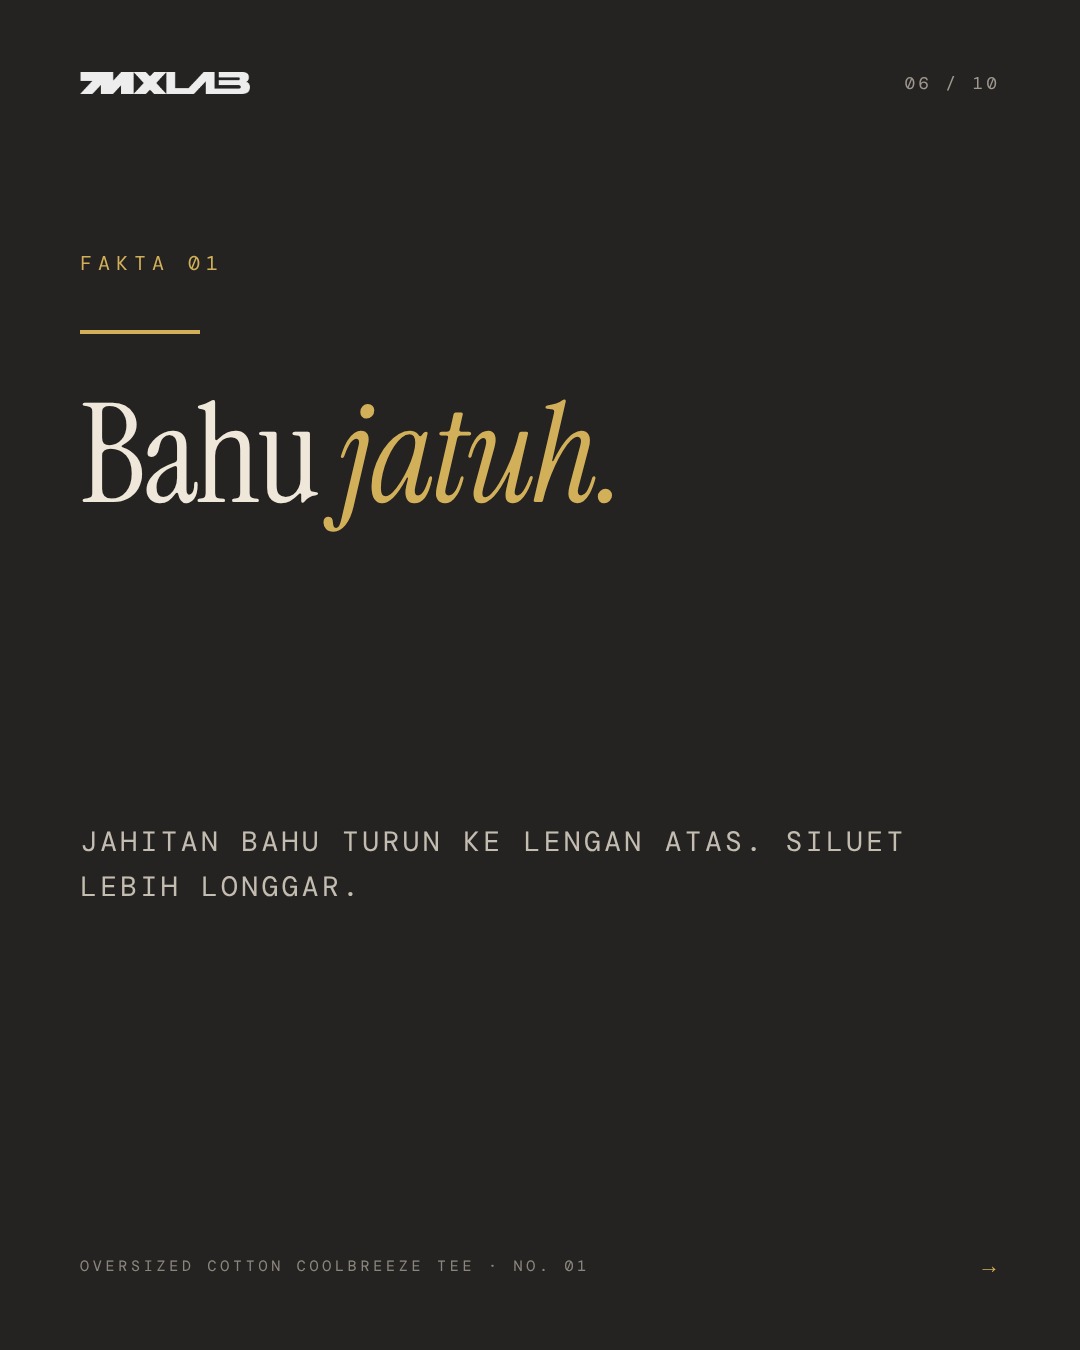 MXLAB
06 / 10
FAKTA 01
Bahu jatuh.
JAHITAN BAHU TURUN KE LENGAN ATAS. SILUET
LEBIH LONGGAR.
OVERSIZED COTTON COOLBREEZE TEE · NO. 01
→